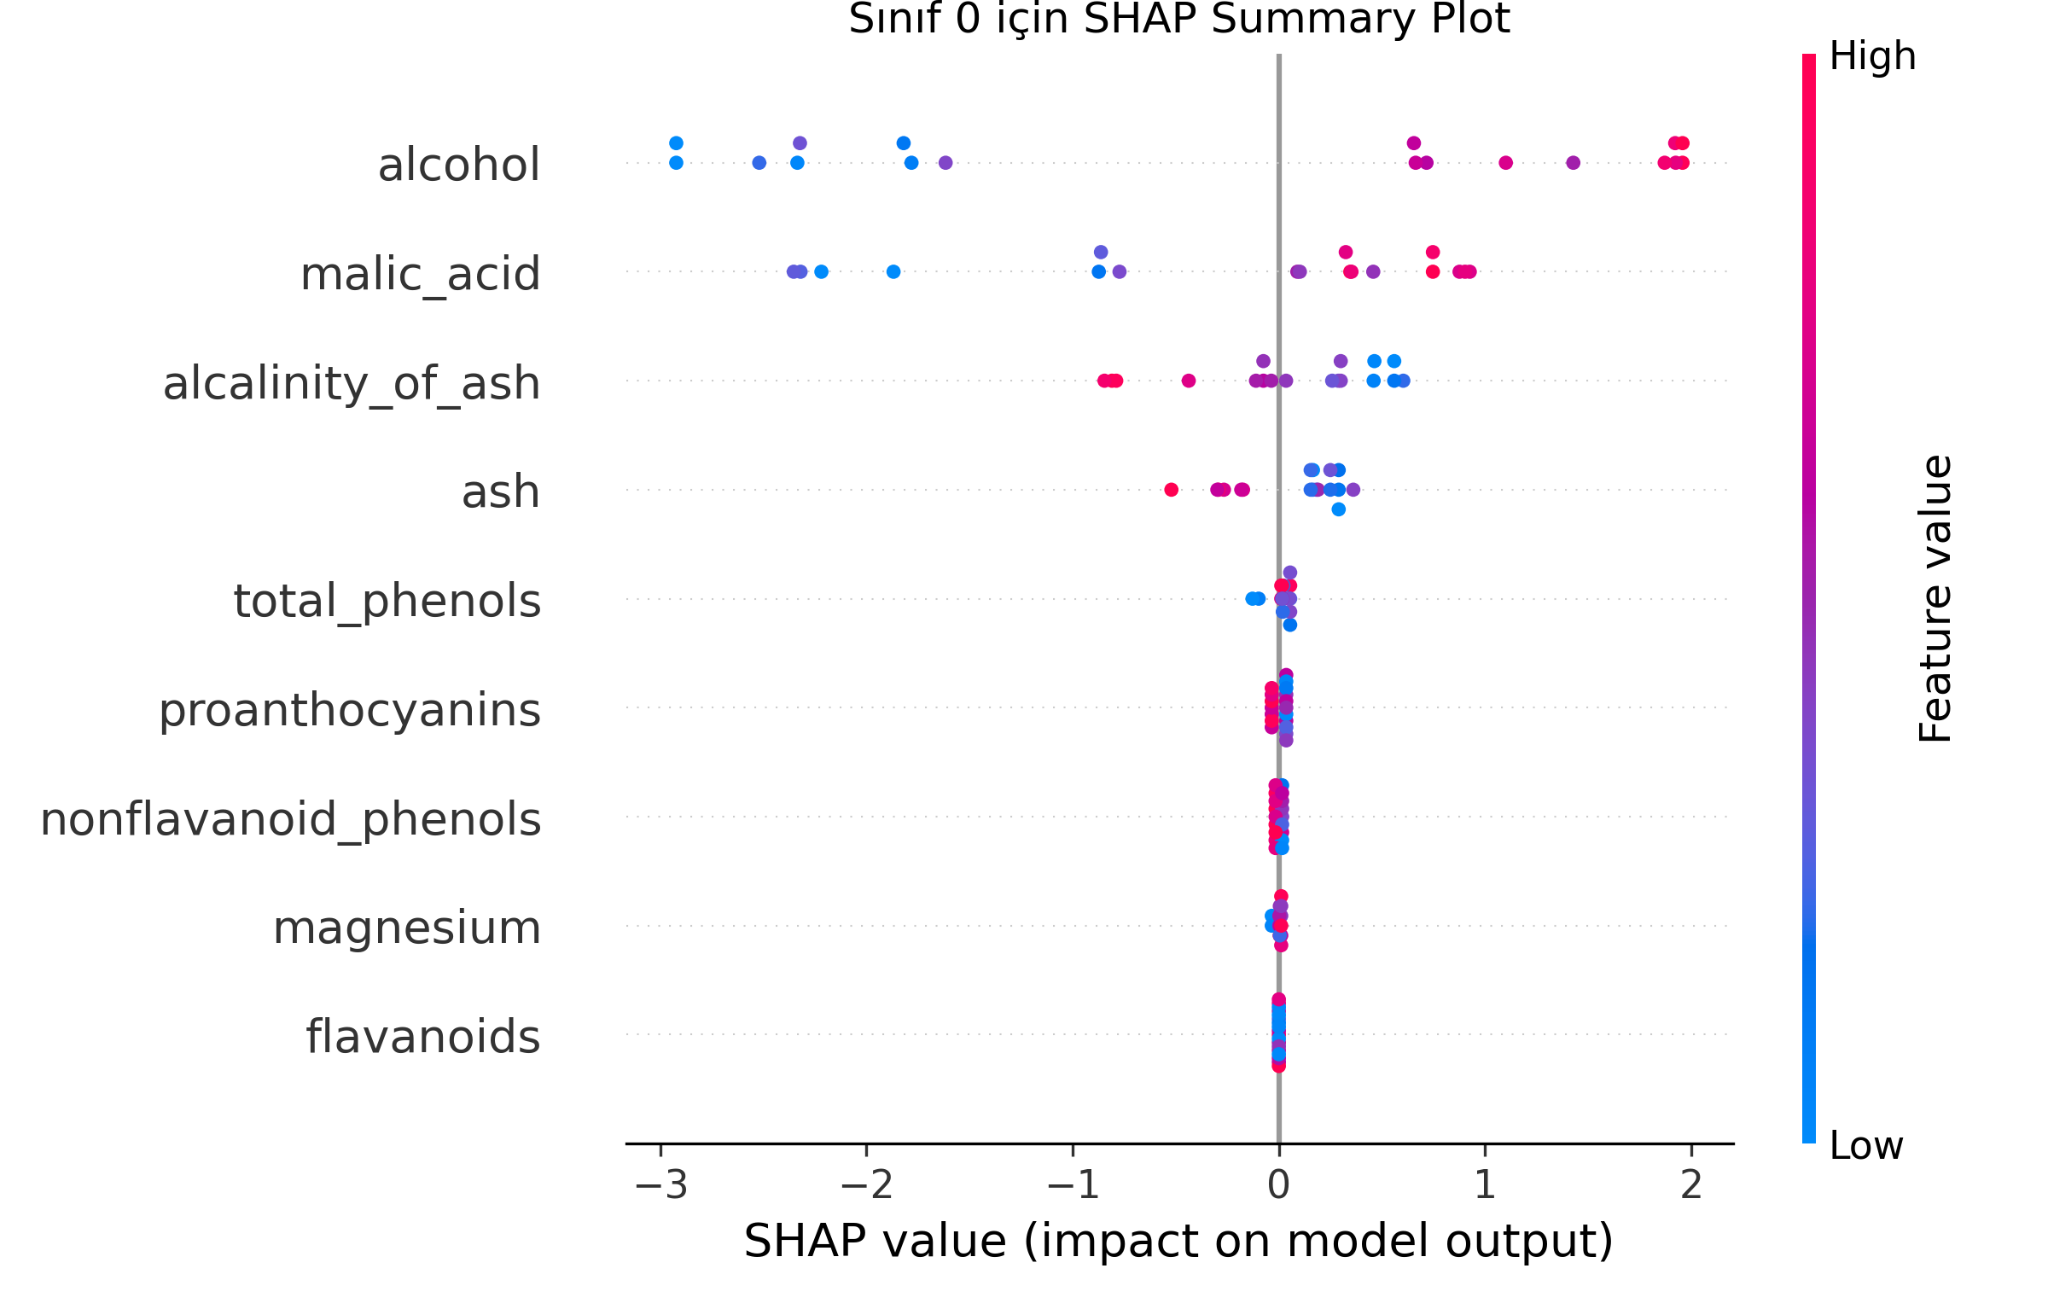 Sınıf 0 için SHAP Summary Plot
High
alcohol
malic_acid
alcalinity_of_ash
ash
total_phenols
proanthocyanins
nonflavanoid_phenols
magnesium
flavanoids
Feature value
Low
−3 −2 −1 0 1 2
SHAP value (impact on model output)